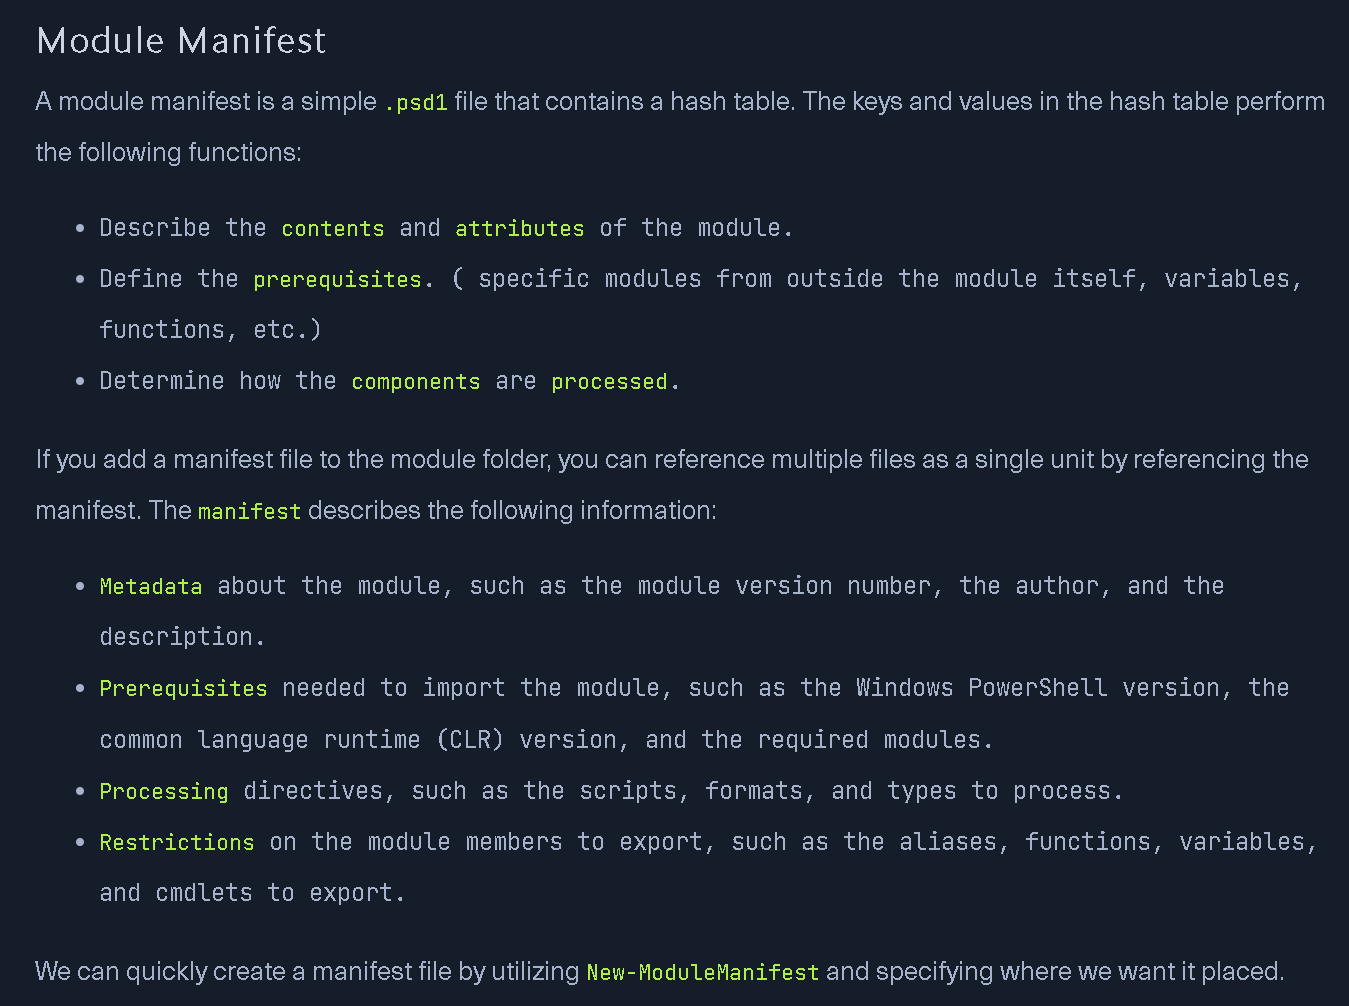 Module Manifest
A module manifest is a simple .psd1 file that contains a hash table. The keys and values in the hash table perform
the following functions:
• Describe the contents and attributes of the module.
• Define the prerequisites. ( specific modules from outside the module itself, variables,
functions, etc.)
• Determine how the components are processed.
If you add a manifest file to the module folder, you can reference multiple files as a single unit by referencing the
manifest. The manifest describes the following information:
• Metadata about the module, such as the module version number, the author, and the
description.
• Prerequisites needed to import the module, such as the Windows PowerShell version, the
common language runtime (CLR) version, and the required modules.
• Processing directives, such as the scripts, formats, and types to process.
• Restrictions on the module members to export, such as the aliases, functions, variables,
and cmdlets to export.
We can quickly create a manifest file by utilizing New-ModuleManifest and specifying where we want it placed.